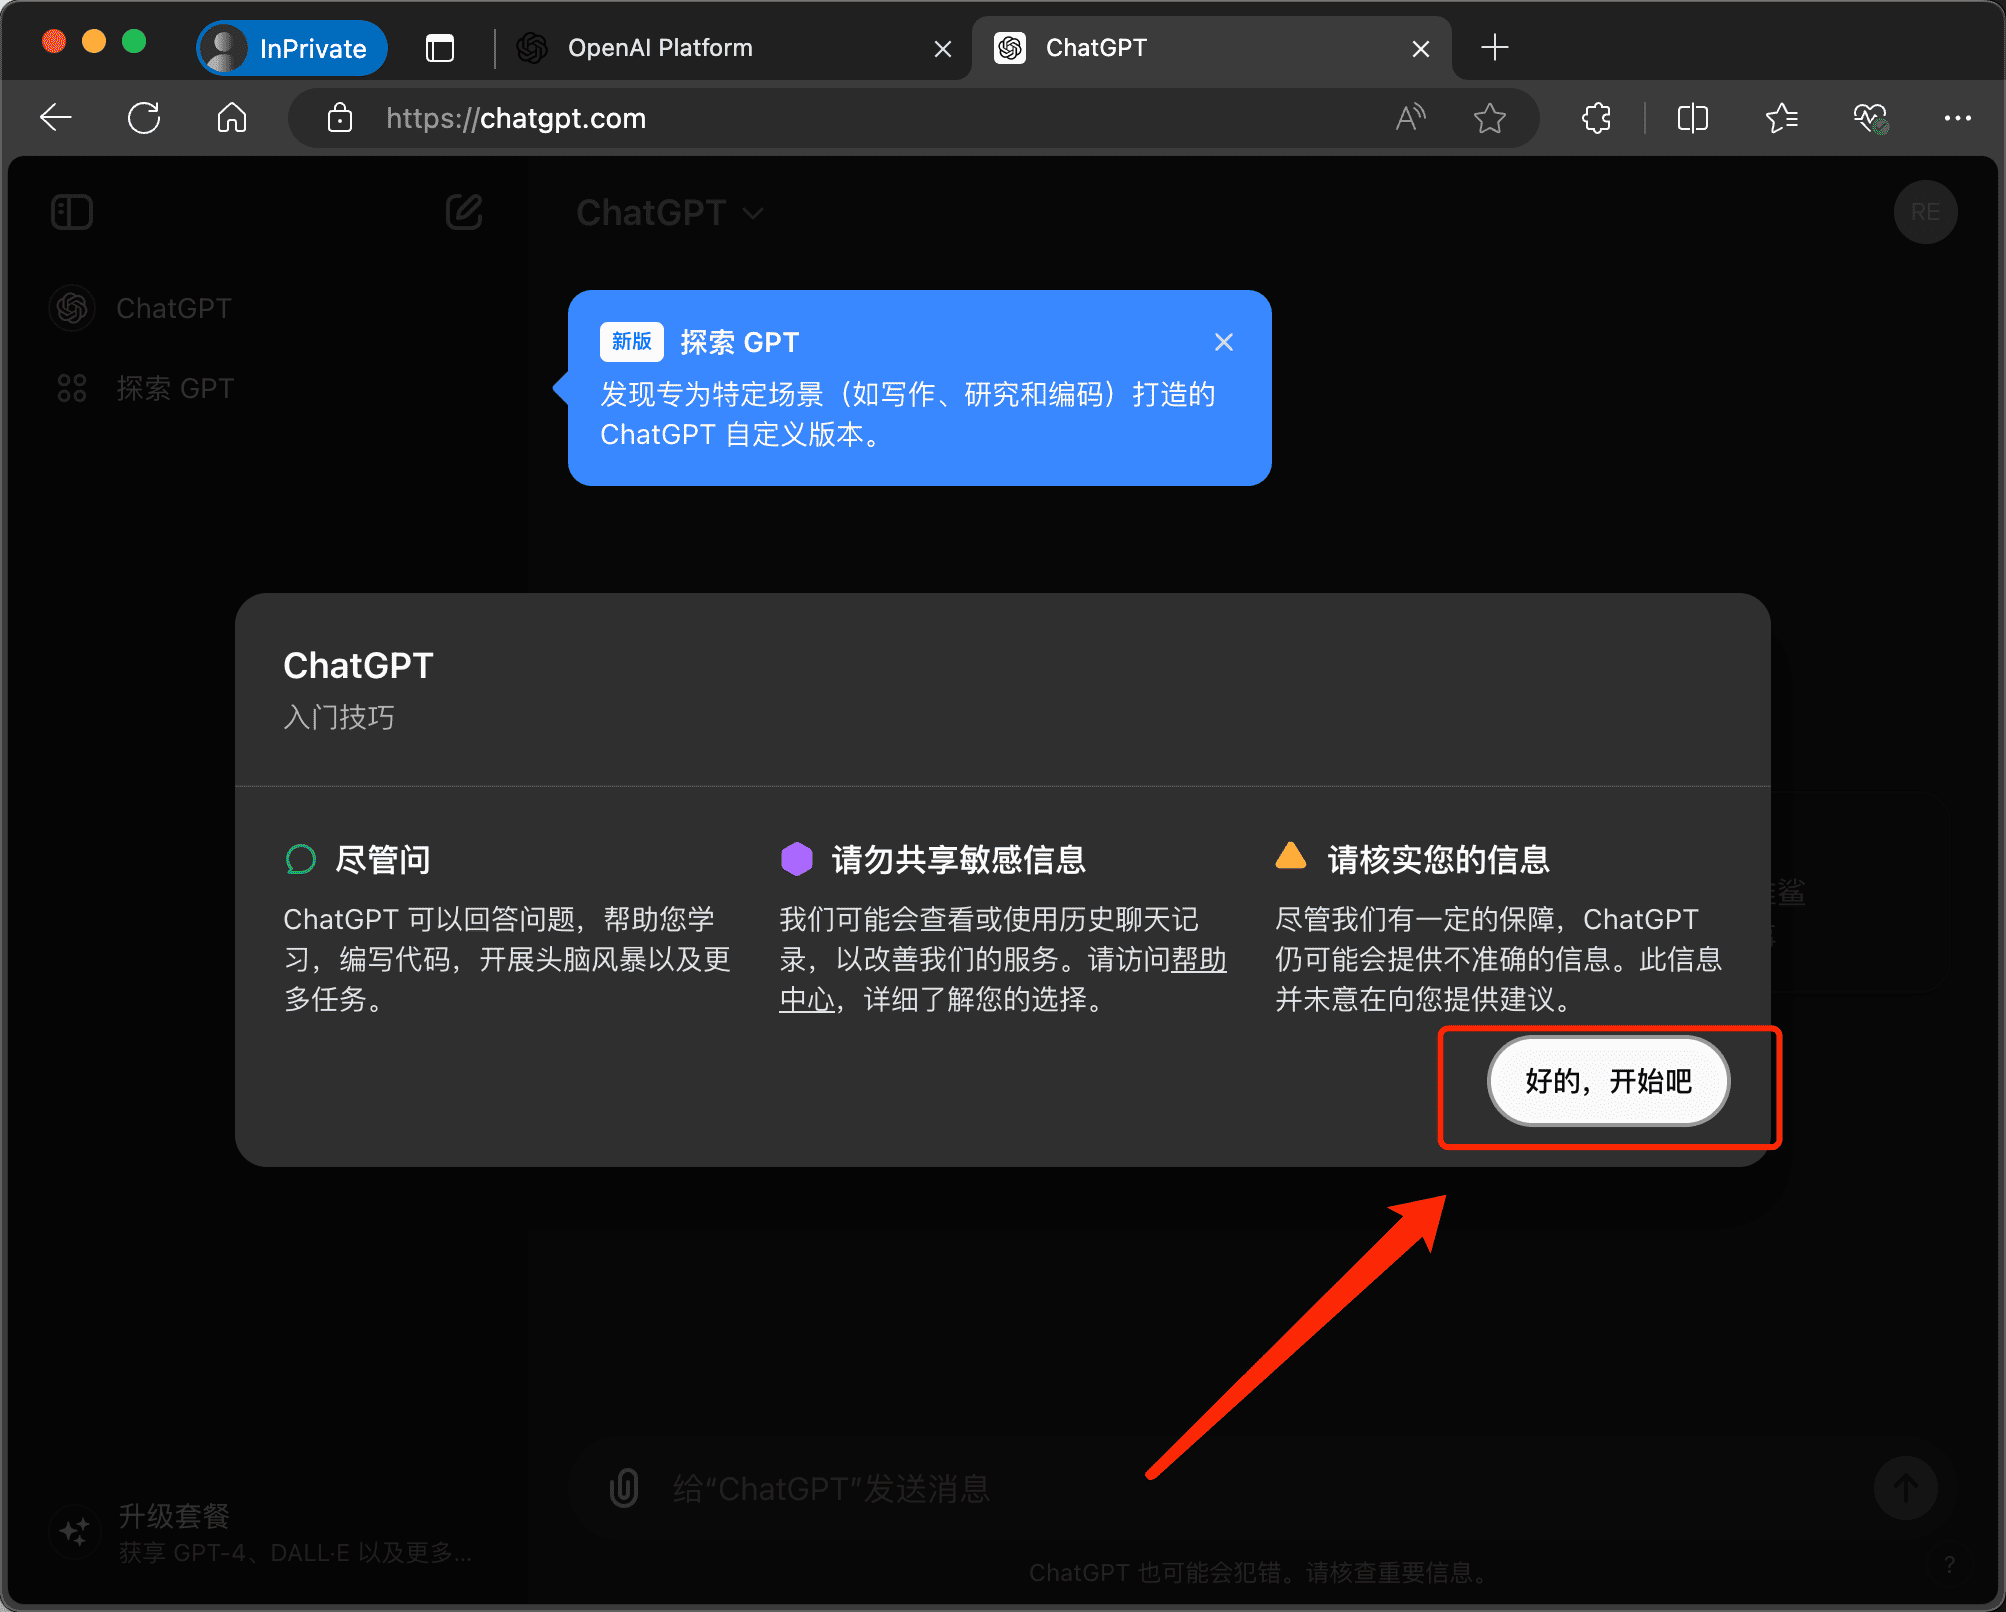 InPrivate
OpenAI Platform
ChatGPT
https://chatgpt.com
ChatGPT
RE
ChatGPT
探索 GPT
新版 探索 GPT
发现专为特定场景（如写作、研究和编码）打造的
ChatGPT 自定义版本。
ChatGPT
入门技巧
尽管问
ChatGPT 可以回答问题，帮助您学
习，编写代码，开展头脑风暴以及更
多任务。
请勿共享敏感信息
我们可能会查看或使用历史聊天记
录，以改善我们的服务。请访问帮助
中心，详细了解您的选择。
请核实您的信息
尽管我们有一定的保障，ChatGPT
仍可能会提供不准确的信息。此信息
并未意在向您提供建议。
好的，开始吧
给“ChatGPT”发送消息
升级套餐
获享 GPT-4、DALL·E 以及更多...
ChatGPT 也可能会犯错。请核查重要信息。
?